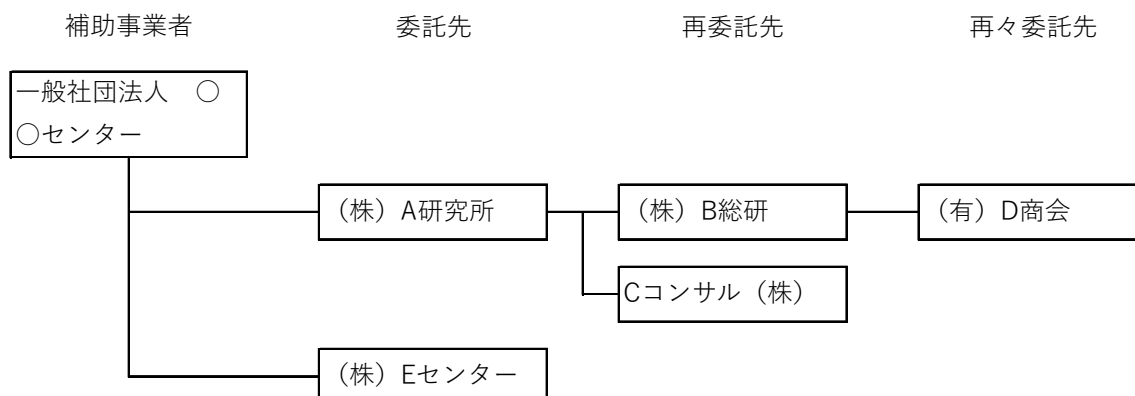 補助事業者 委託先 再委託先 再々委託先
一般社団法人　○
○センター
（株）A研究所 （株）B総研 （有）D商会
Cコンサル（株）
（株）Eセンター